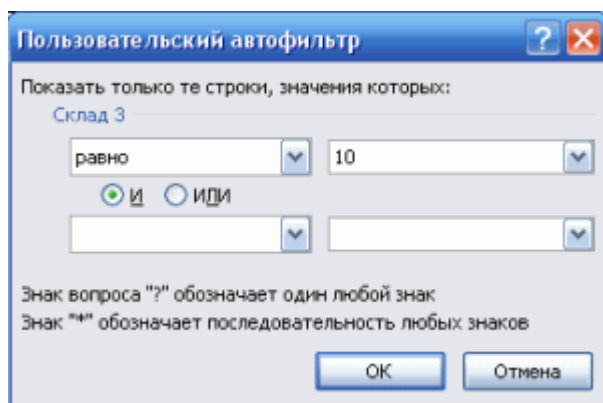 Пользовательский автофильтр
Показать только те строки, значения которых:
Склад 3
равно 10
И ИЛИ
Знак вопроса "?" обозначает один любой знак
Знак "*" обозначает последовательность любых знаков
ОК Отмена